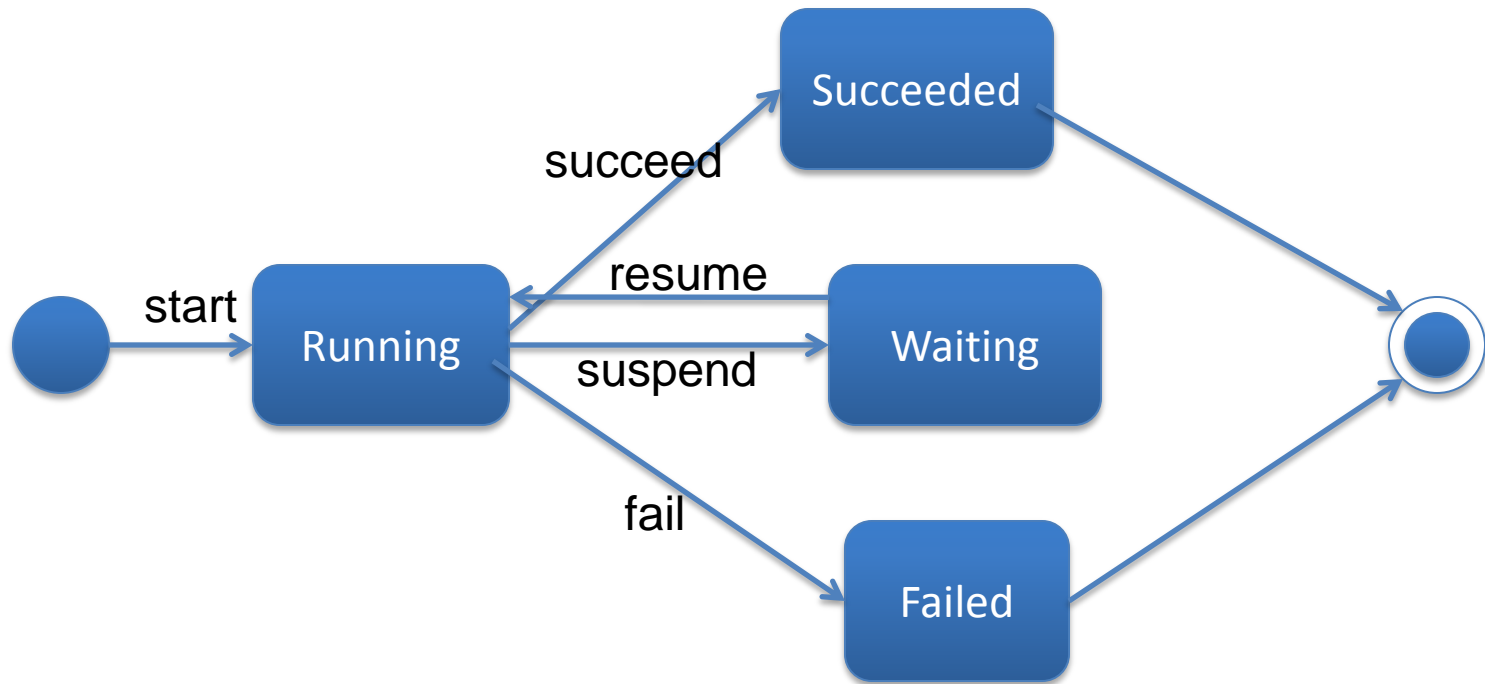 Succeeded
succeed
resume
start
Running
Waiting
suspend
fail
Failed